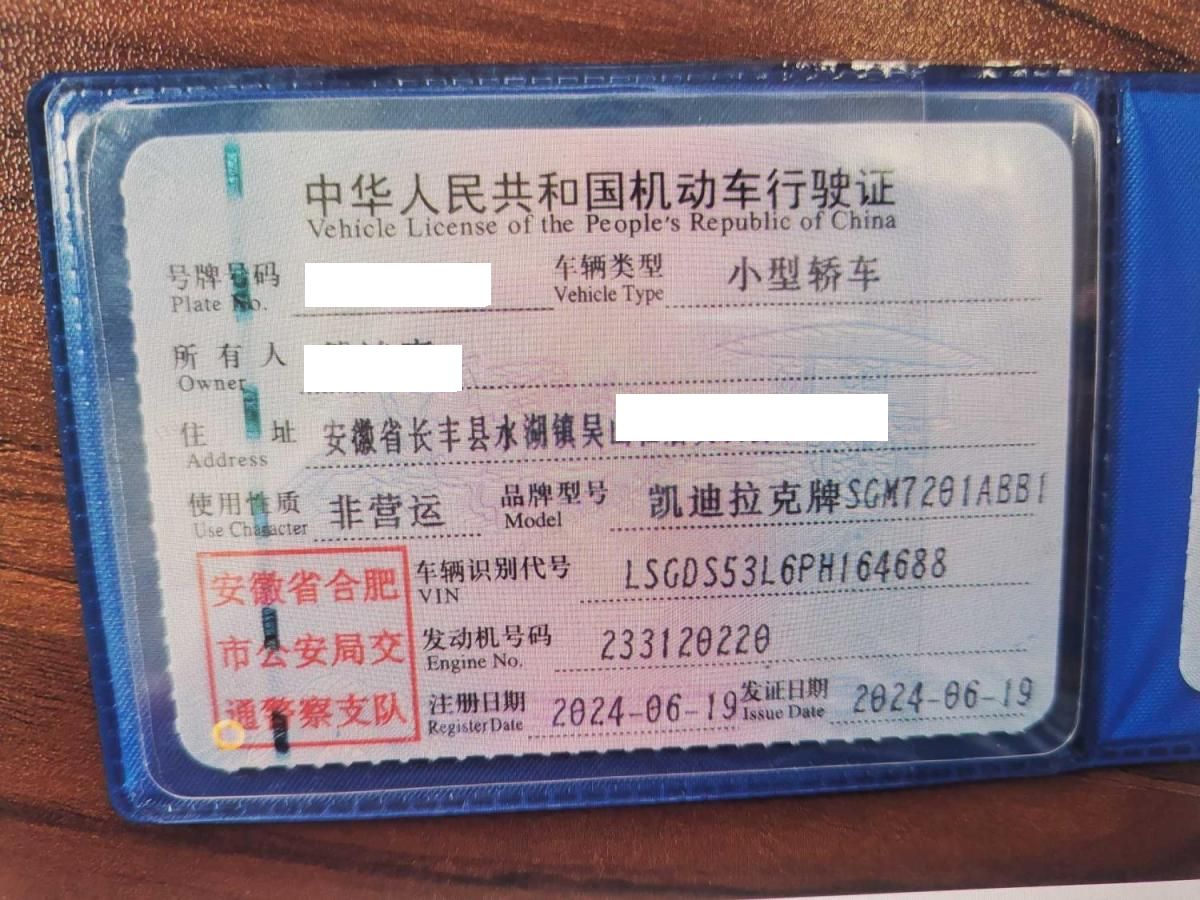 中华人民共和国机动车行驶证
Vehicle License of the People's Republic of China
号牌号码
Plate No.
车辆类型 小型轿车
Vehicle Type
所有人
Owner
住址 安徽省长丰县水湖镇吴
Address
使用性质 非营运
Use Character
品牌型号 凯迪拉克牌SGM7201ABB1
Model
安徽省合肥
市公安局交
通警察支队
车辆识别代号 LSGDS53L6PH164688
VIN
发动机号码 233120220
Engine No.
注册日期 2024-06-19
Register Date
发证日期 2024-06-19
Issue Date